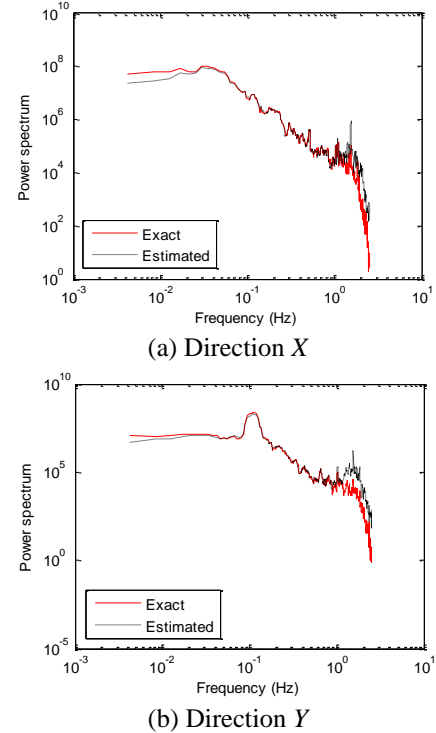 10^10
10^8
10^6
10^4
10^2
10^0
Power spectrum
Exact
Estimated
10^-3 10^-2 10^-1 10^0 10^1
Frequency (Hz)
(a) Direction X
10^10
10^5
10^0
10^-5
Power spectrum
Exact
Estimated
10^-3 10^-2 10^-1 10^0 10^1
Frequency (Hz)
(b) Direction Y